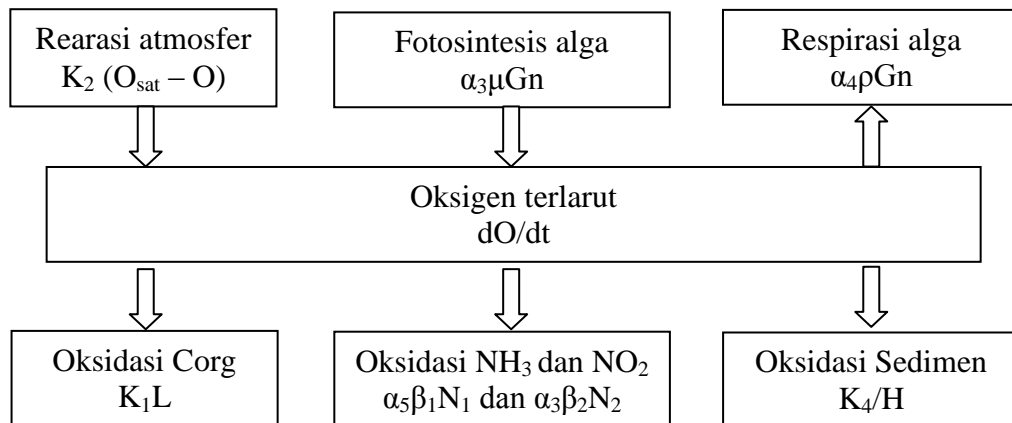 Rearasi atmosfer
K₂ (Oₛₐₜ – O)
Fotosintesis alga
α₃μGn
Respirasi alga
α₄ρGn
Oksigen terlarut
dO/dt
Oksidasi Corg
K₁L
Oksidasi NH₃ dan NO₂
α₅β₁N₁ dan α₃β₂N₂
Oksidasi Sedimen
K₄/H